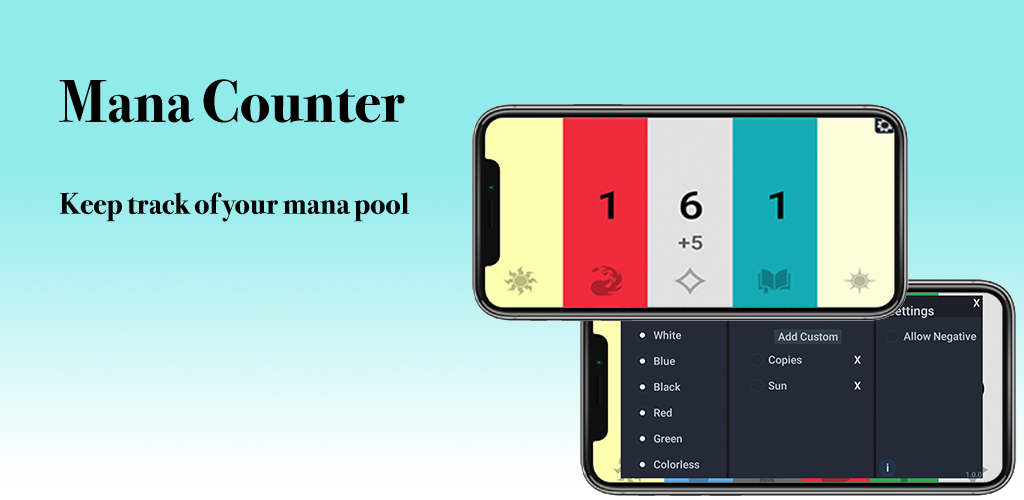 Mana Counter
Keep track of your mana pool
1
6
1
+5
ettings
X
White
Blue
Black
Red
Green
Colorless
Add Custom
Copies
X
Sun
X
Allow Negative
i
1.0.0